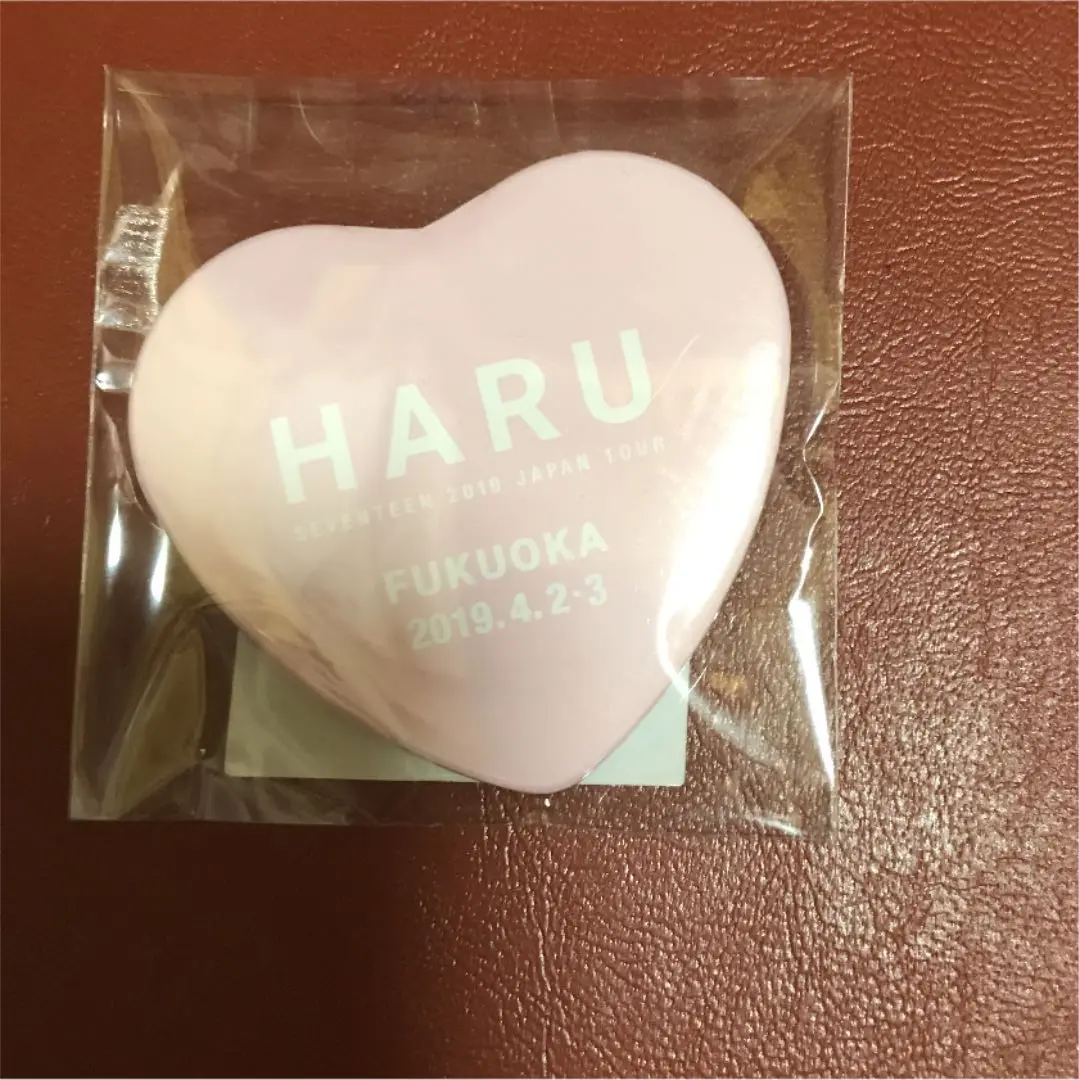 HARU
SEVENTEEN 2019 JAPAN TOUR
FUKUOKA
2019.4.2-3